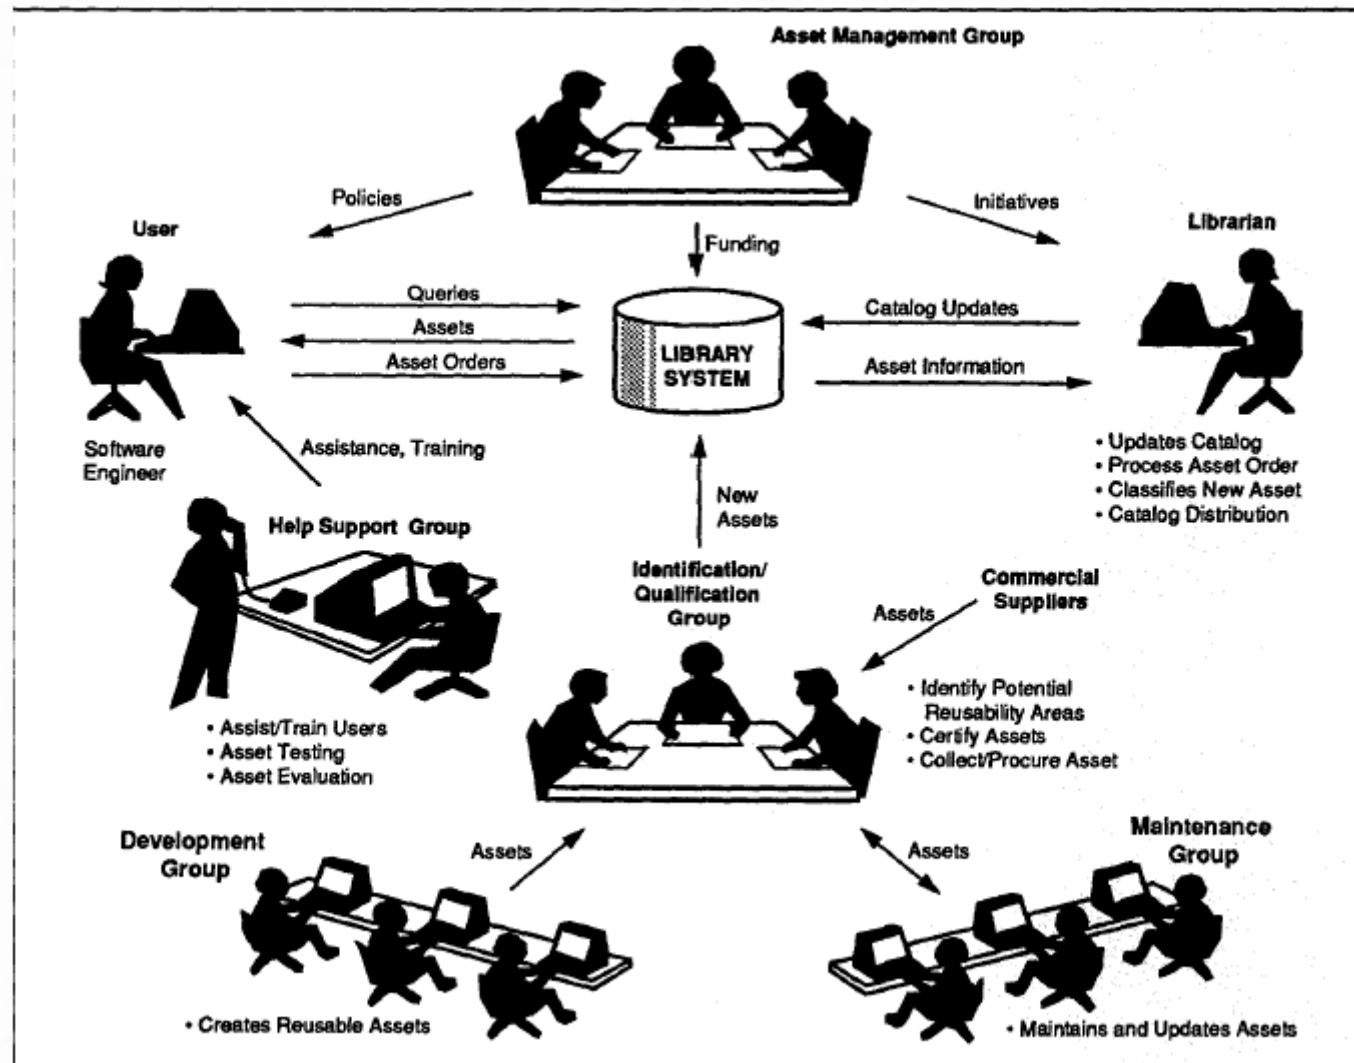 Asset Management Group
Policies
Initiatives
User
Funding
Librarian
Queries
Assets
Asset Orders
LIBRARY
SYSTEM
Catalog Updates
Asset Information
Software
Engineer
Assistance, Training
• Updates Catalog
• Process Asset Order
• Classifies New Asset
• Catalog Distribution
New
Assets
Help Support Group
Identification/
Qualification
Group
Commercial
Suppliers
Assets
• Assist/Train Users
• Asset Testing
• Asset Evaluation
• Identify Potential
Reusability Areas
• Certify Assets
• Collect/Procure Asset
Development
Group
Assets
Assets
Maintenance
Group
• Creates Reusable Assets
• Maintains and Updates Assets